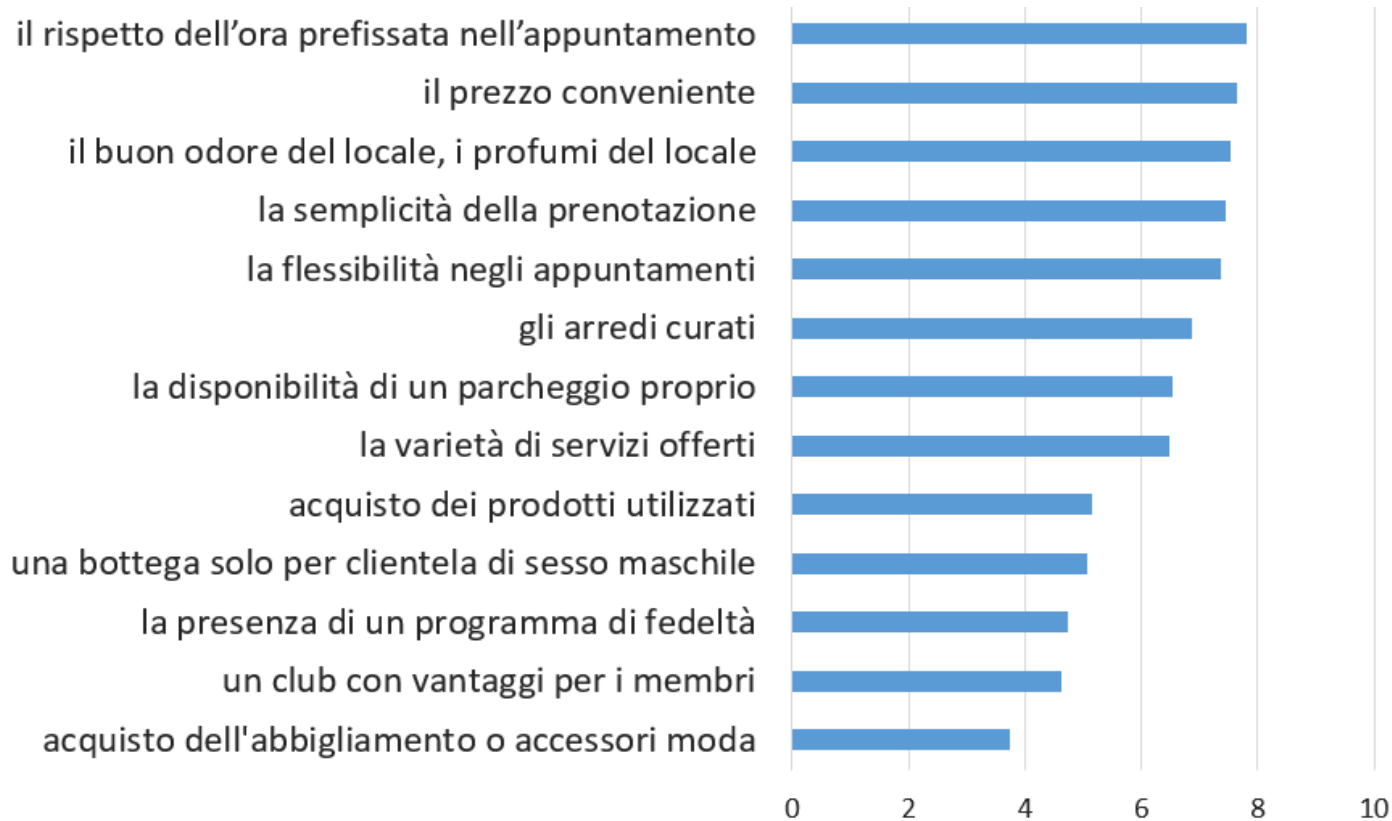 il rispetto dell’ora prefissata nell’appuntamento
il prezzo conveniente
il buon odore del locale, i profumi del locale
la semplicità della prenotazione
la flessibilità negli appuntamenti
gli arredi curati
la disponibilità di un parcheggio proprio
la varietà di servizi offerti
acquisto dei prodotti utilizzati
una bottega solo per clientela di sesso maschile
la presenza di un programma di fedeltà
un club con vantaggi per i membri
acquisto dell'abbigliamento o accessori moda
0 2 4 6 8 10